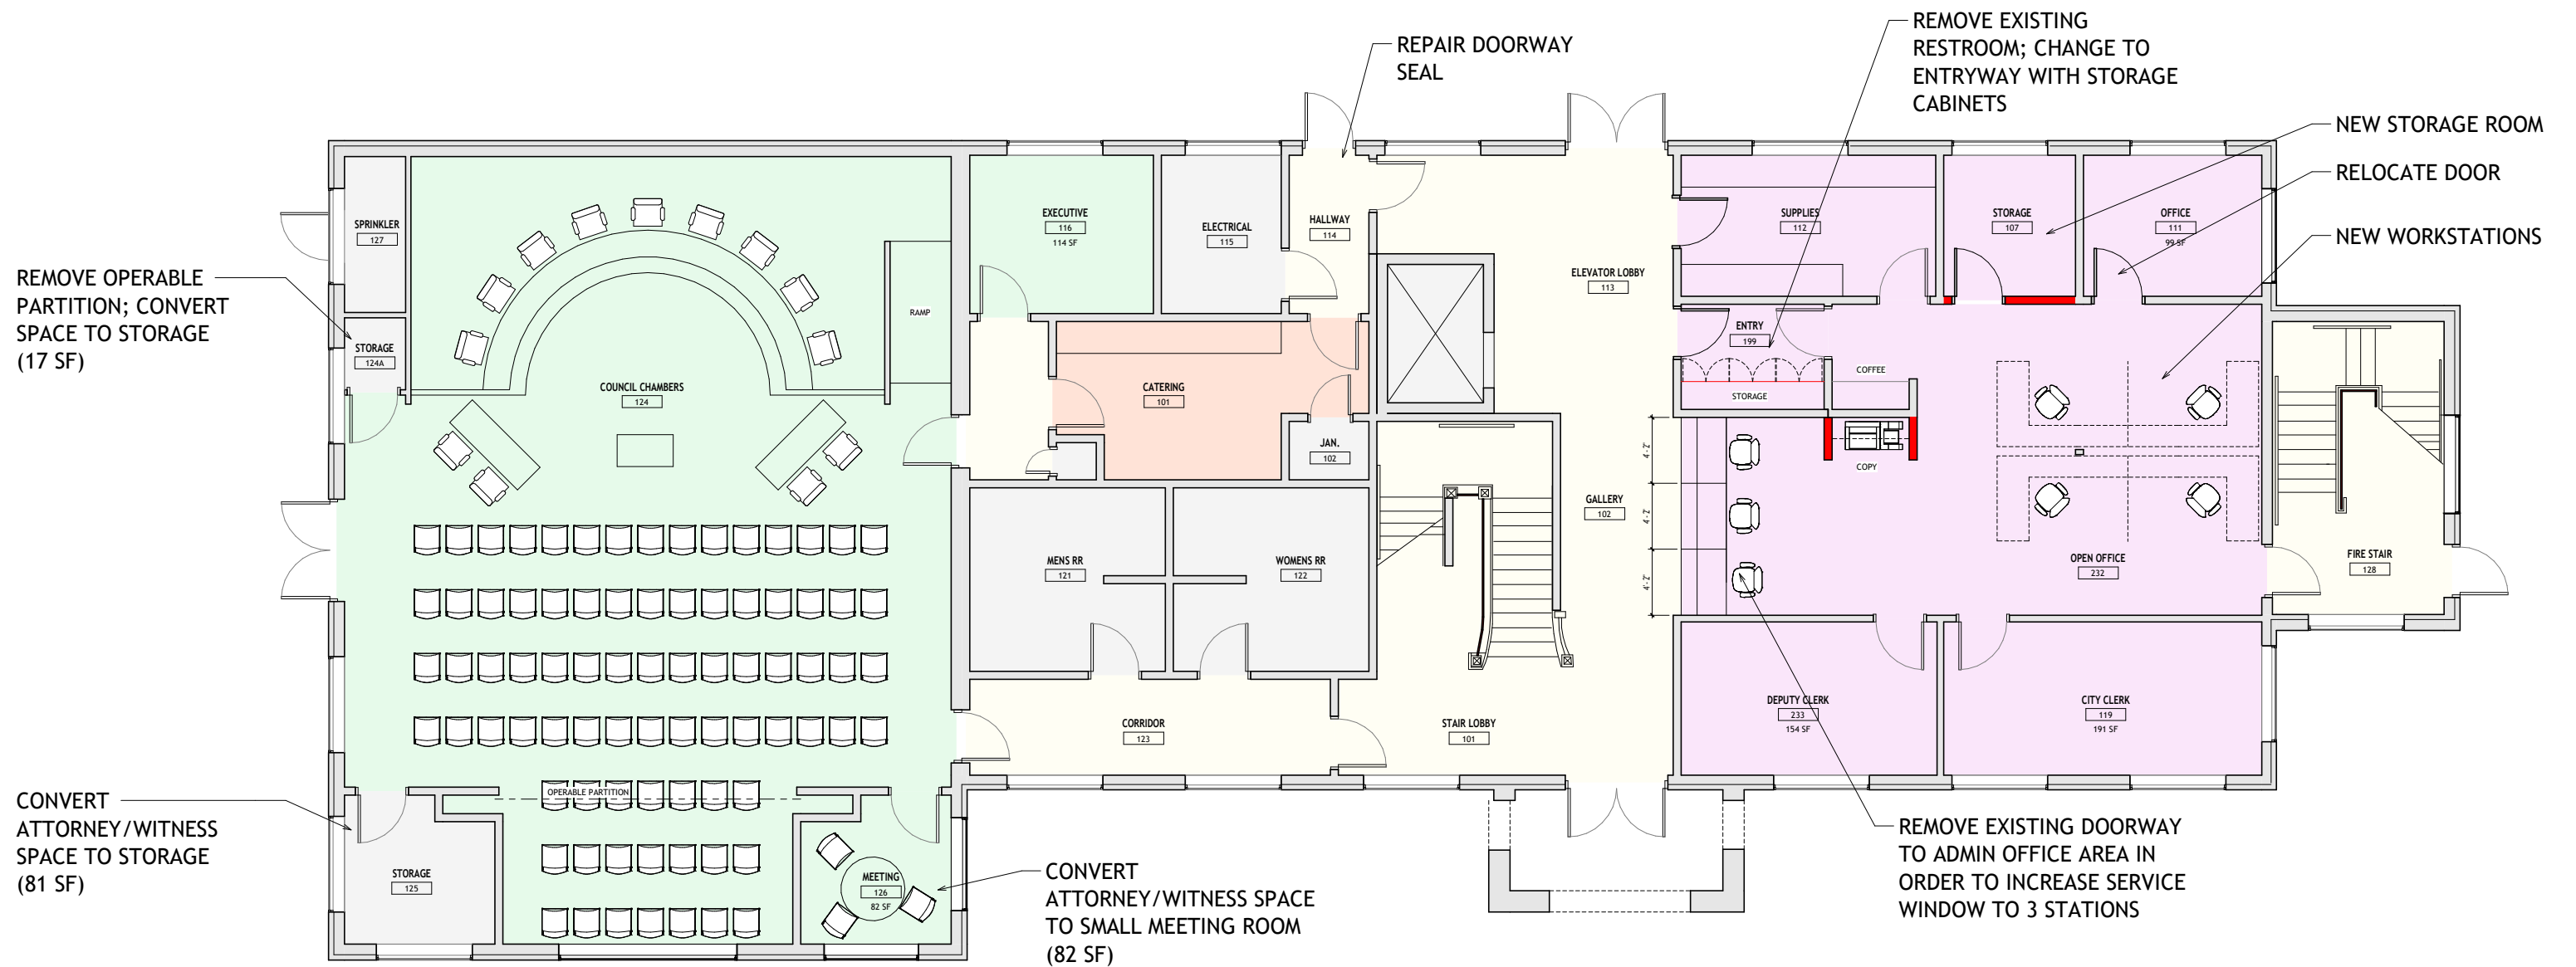 REMOVE EXISTING
RESTROOM; CHANGE TO
ENTRYWAY WITH STORAGE
CABINETS
REPAIR DOORWAY
SEAL
NEW STORAGE ROOM
RELOCATE DOOR
NEW WORKSTATIONS
REMOVE OPERABLE
PARTITION; CONVERT
SPACE TO STORAGE
(17 SF)
SPRINKLER
127
STORAGE
124A
COUNCIL CHAMBERS
124
RAMP
EXECUTIVE
116
114 SF
ELECTRICAL
115
HALLWAY
114
ELEVATOR LOBBY
113
SUPPLIES
112
STORAGE
107
OFFICE
111
99 SF
ENTRY
199
STORAGE
COFFEE
COPY
CATERING
101
JAN.
102
MENS RR
121
WOMENS RR
122
GALLERY
102
4'-2"
4'-2"
4'-2"
OPEN OFFICE
232
FIRE STAIR
128
CORRIDOR
123
STAIR LOBBY
101
DEPUTY CLERK
233
154 SF
CITY CLERK
119
191 SF
OPERABLE PARTITION
CONVERT
ATTORNEY/WITNESS
SPACE TO STORAGE
(81 SF)
STORAGE
125
MEETING
126
82 SF
CONVERT
ATTORNEY/WITNESS SPACE
TO SMALL MEETING ROOM
(82 SF)
REMOVE EXISTING DOORWAY
TO ADMIN OFFICE AREA IN
ORDER TO INCREASE SERVICE
WINDOW TO 3 STATIONS